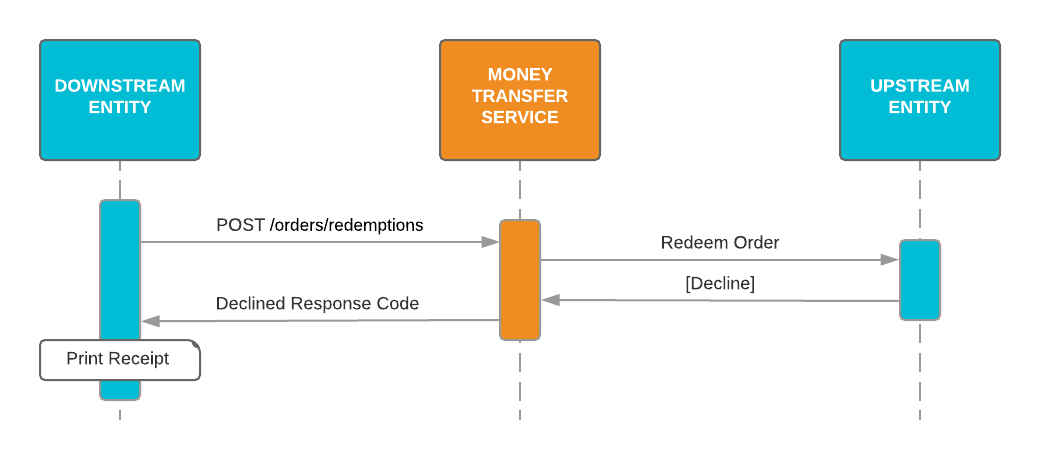 DOWNSTREAM
ENTITY
MONEY
TRANSFER
SERVICE
UPSTREAM
ENTITY
POST /orders/redemptions
Redeem Order
[Decline]
Declined Response Code
Print Receipt